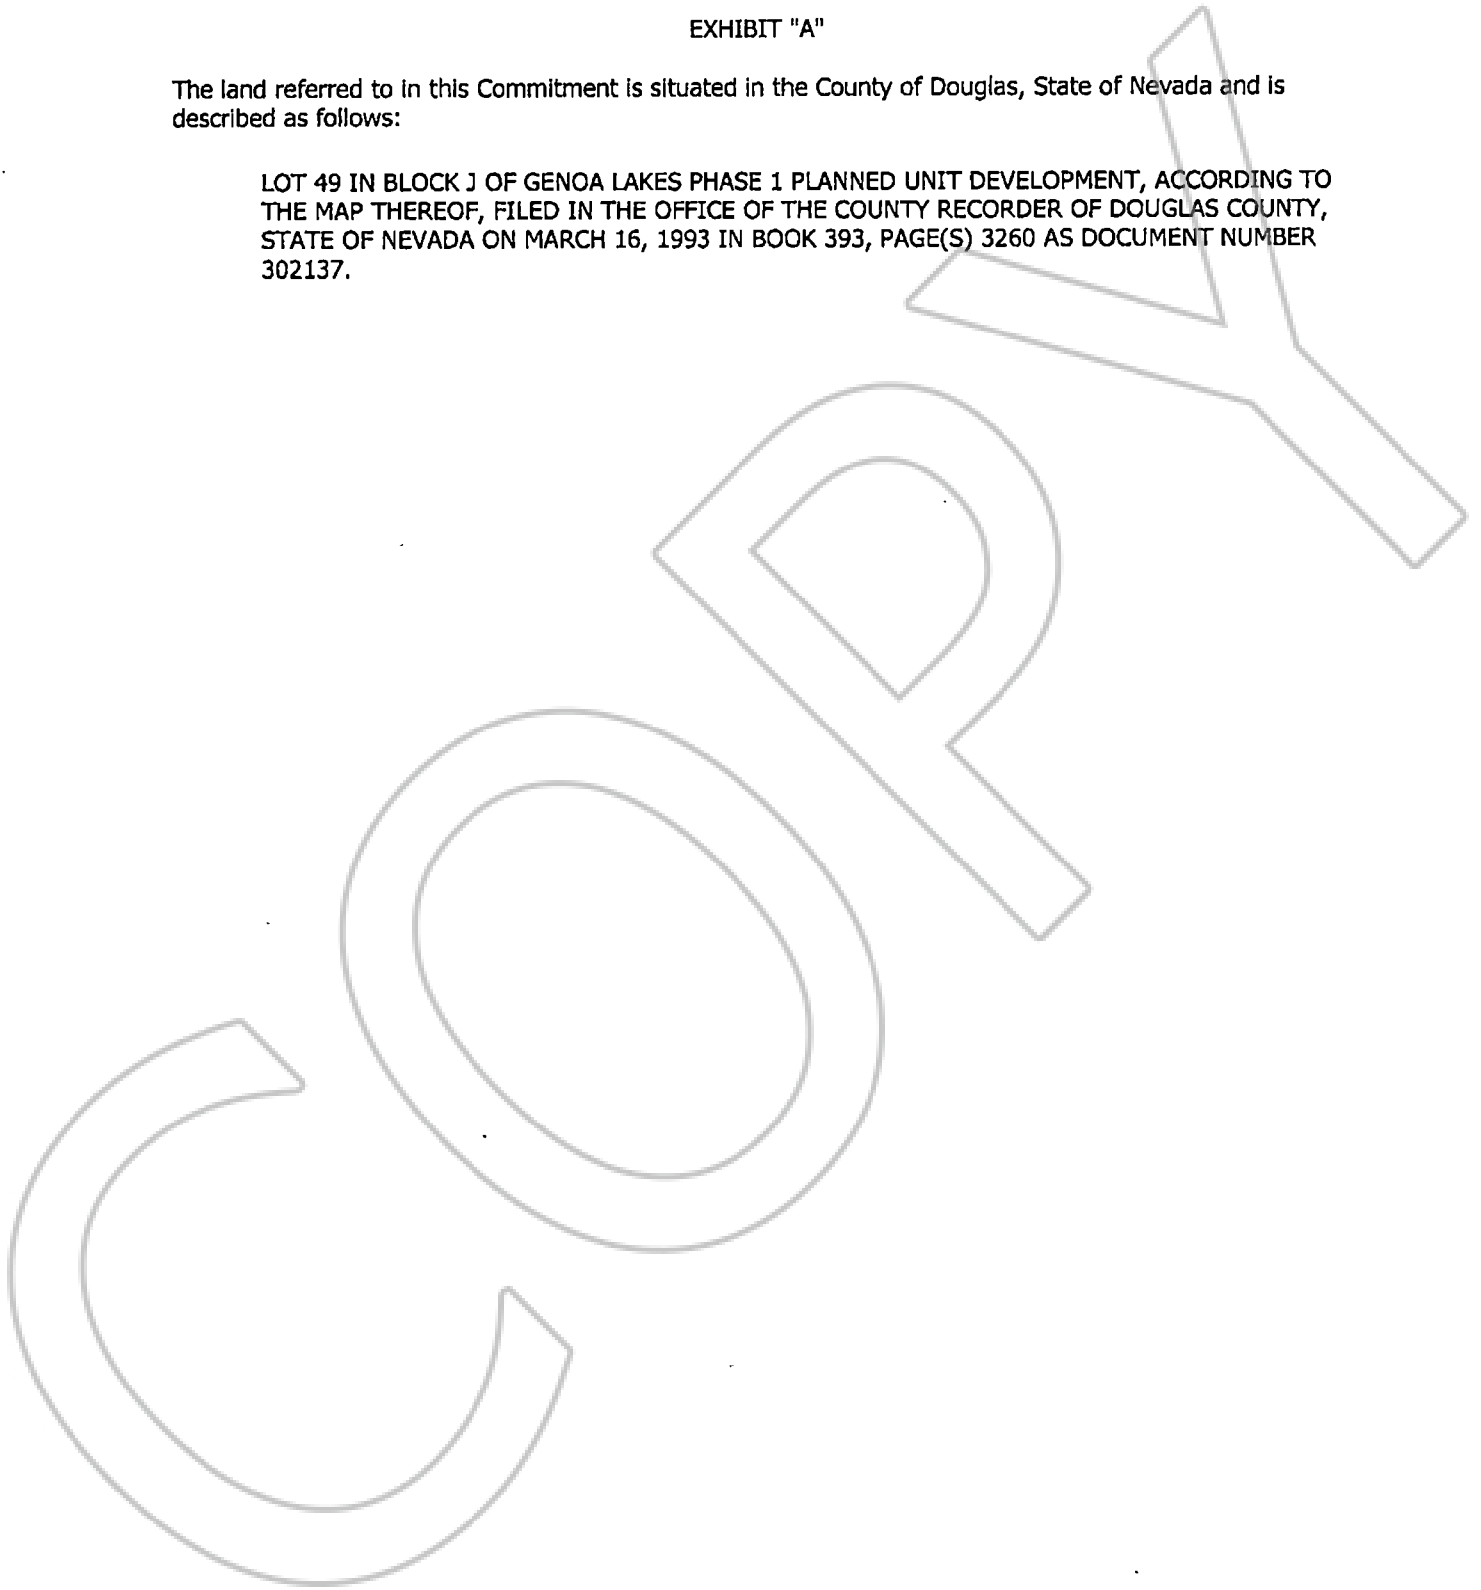 EXHIBIT "A"
The land referred to in this Commitment is situated in the County of Douglas, State of Nevada and is
described as follows:
LOT 49 IN BLOCK J OF GENOA LAKES PHASE 1 PLANNED UNIT DEVELOPMENT, ACCORDING TO
THE MAP THEREOF, FILED IN THE OFFICE OF THE COUNTY RECORDER OF DOUGLAS COUNTY,
STATE OF NEVADA ON MARCH 16, 1993 IN BOOK 393, PAGE(S) 3260 AS DOCUMENT NUMBER
302137.
COPY